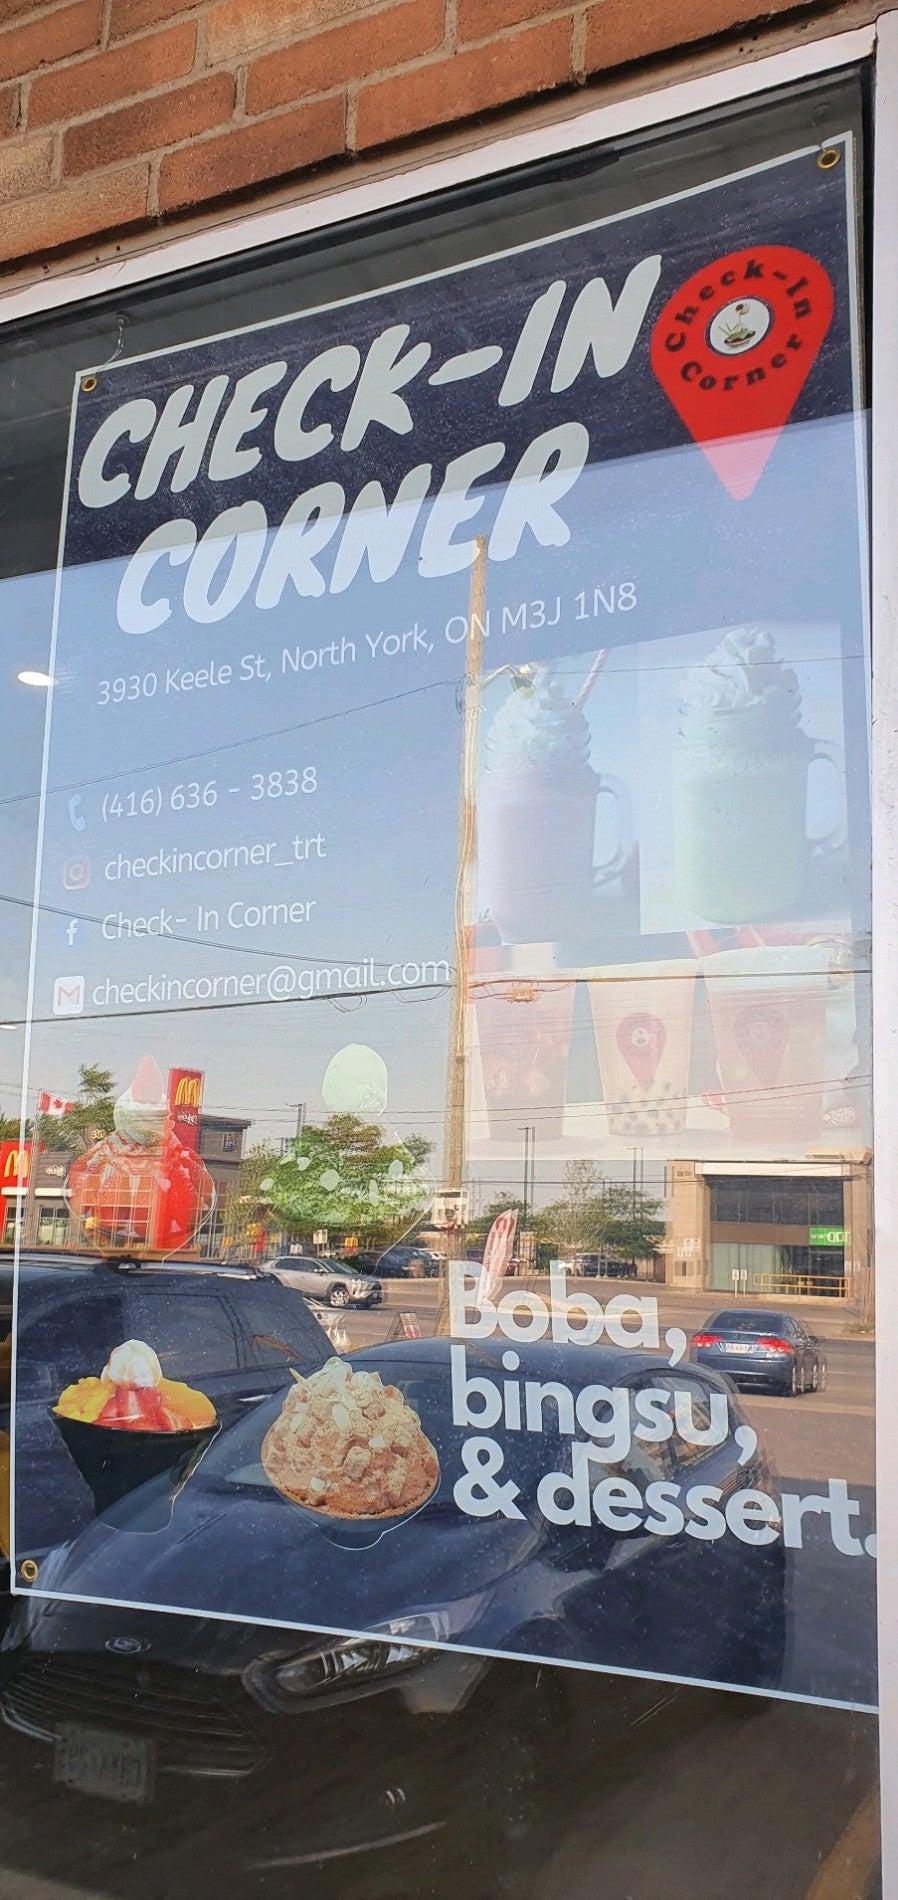 CHECK-IN
CORNER
Check-In
Corner
3930 Keele St, North York, ON M3J 1N8
(416) 636 - 3838
checkincorner_trt
Check- In Corner
checkincorner@gmail.com
Boba,
bingsu,
& dessert.